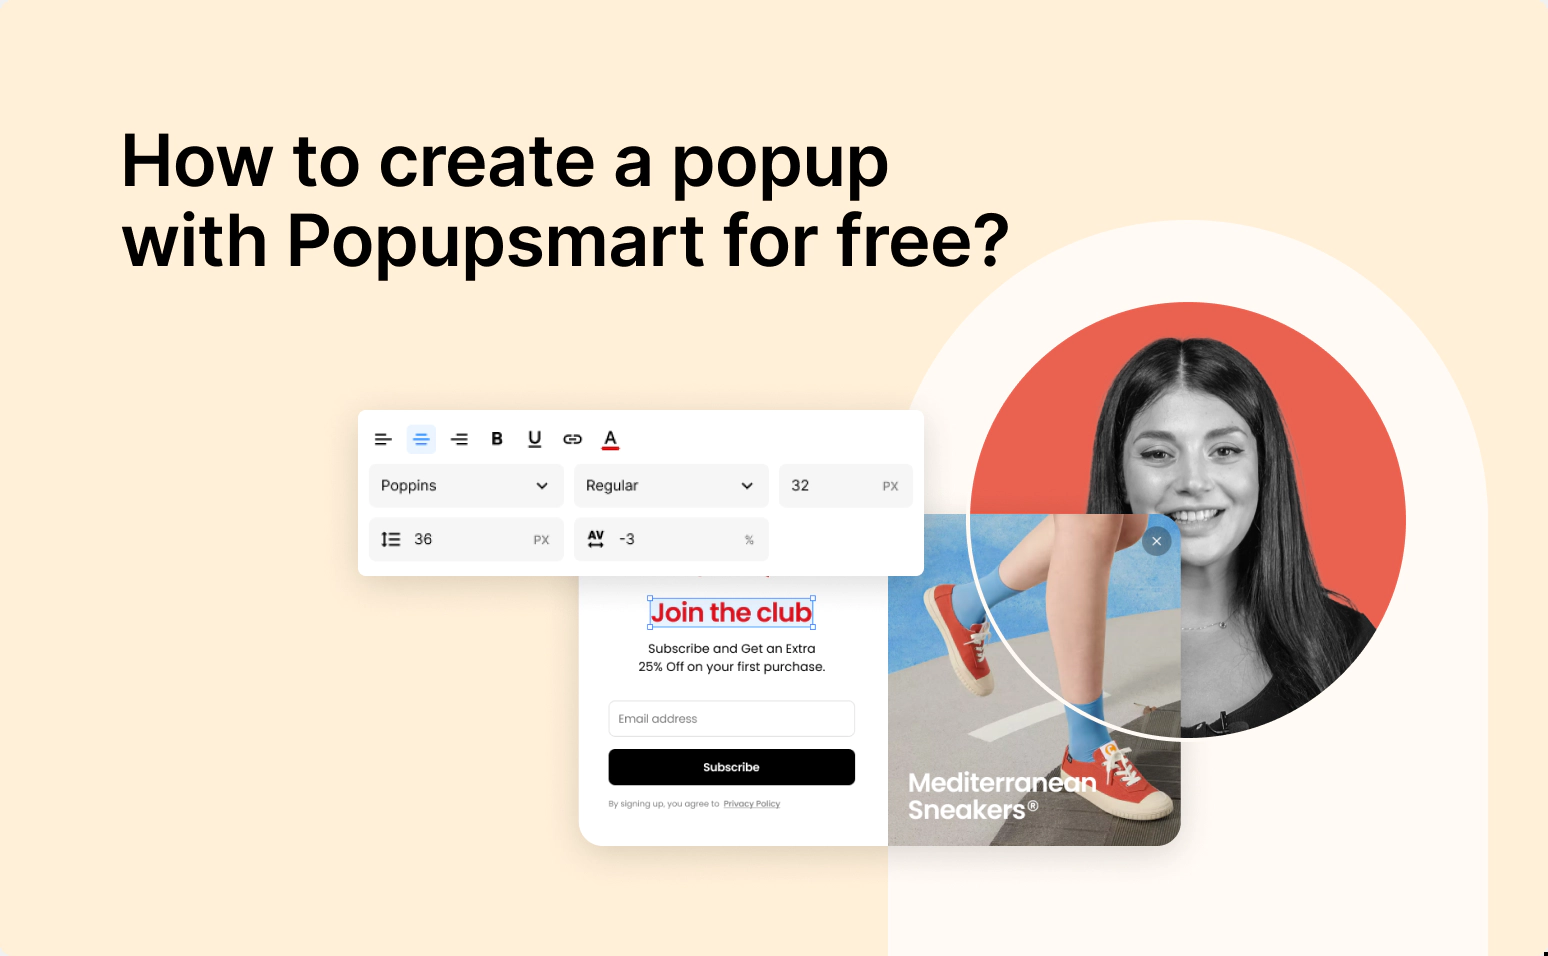 How to create a popup
with Popupsmart for free?
B U A
Poppins
Regular
32 PX
36 PX
AV -3 %
Join the club
Subscribe and Get an Extra
25% Off on your first purchase.
Email address
Subscribe
By signing up, you agree to Privacy Policy
Mediterranean
Sneakers®